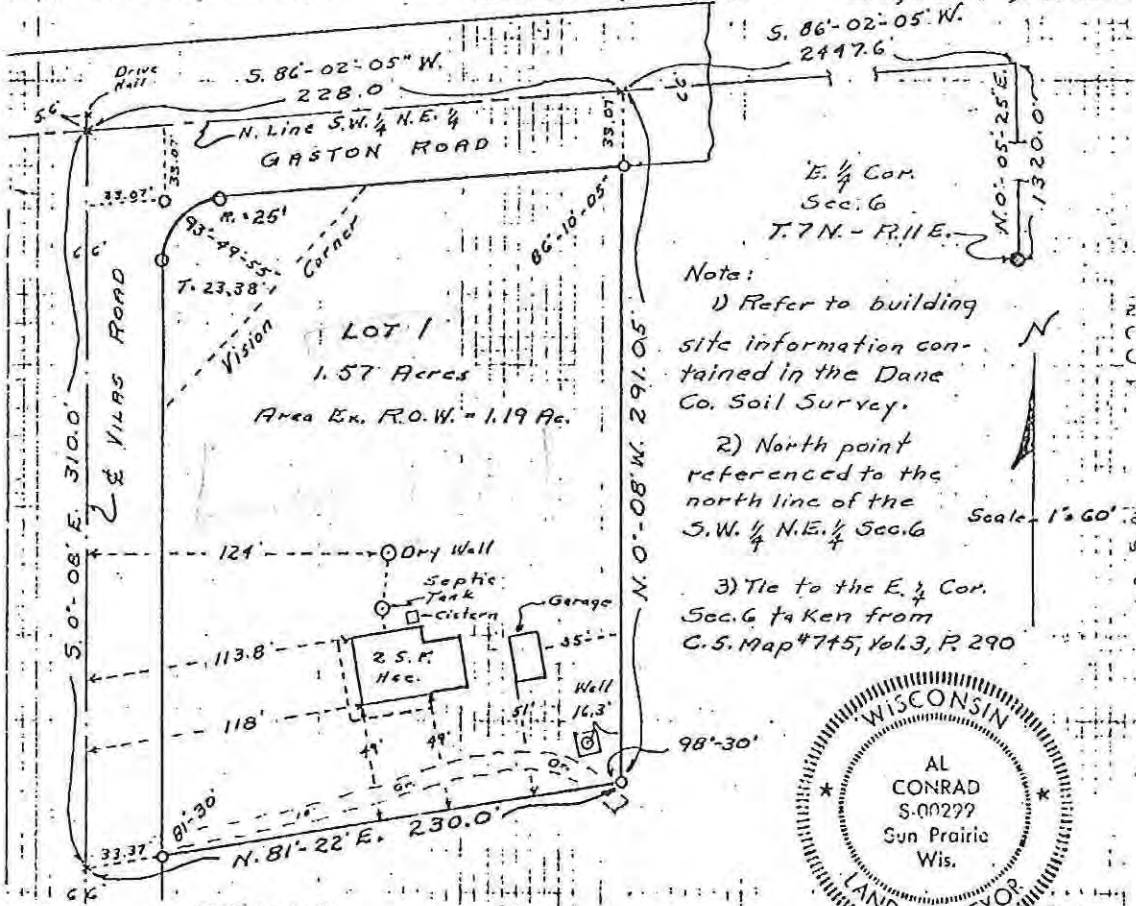 S. 86-02-05" W.
2447.6
Drive
Nail
S. 86-02-05" W.
228.0
66'
66
N. Line S.W. 1/4 N.E. 1/4
GASTON ROAD
33.07'
33.07'
33.07'
R. = 25'
93°-49-55"
T. 23.38'
Vision
Corner
86°-10-05"
66'
℄ VILAS ROAD
S. 0°-08' E. 310.0'
LOT 1
1.57 Acres
Area Ex. R.O.W. = 1.19 Ac.
N. 0°-08' W. 291.05
E. 1/4 Cor.
Sec. 6
T. 7 N. - R. 11 E.
N. 0°-05'-25" E.
1320.0'
Note:
1) Refer to building
site information con-
tained in the Dane
Co. Soil Survey.
2) North point
referenced to the
north line of the
S.W. 1/4 N.E. 1/4 Sec. 6
3) Tie to the E. 1/4 Cor.
Sec. 6 taken from
C.S. Map #745, Vol. 3, P. 290
N
Scale - 1" = 60'
124'
Dry Well
Septic
Tank
Cistern
Garage
113.8'
2 S. F.
Hse.
35'
118'
Well
16.3'
51'
49'
49'
98°-30'
81°-30'
33.37'
N. 81°-22' E. 230.0'
66
WISCONSIN
AL
CONRAD
S-00299
Sun Prairie
Wis.
LAND